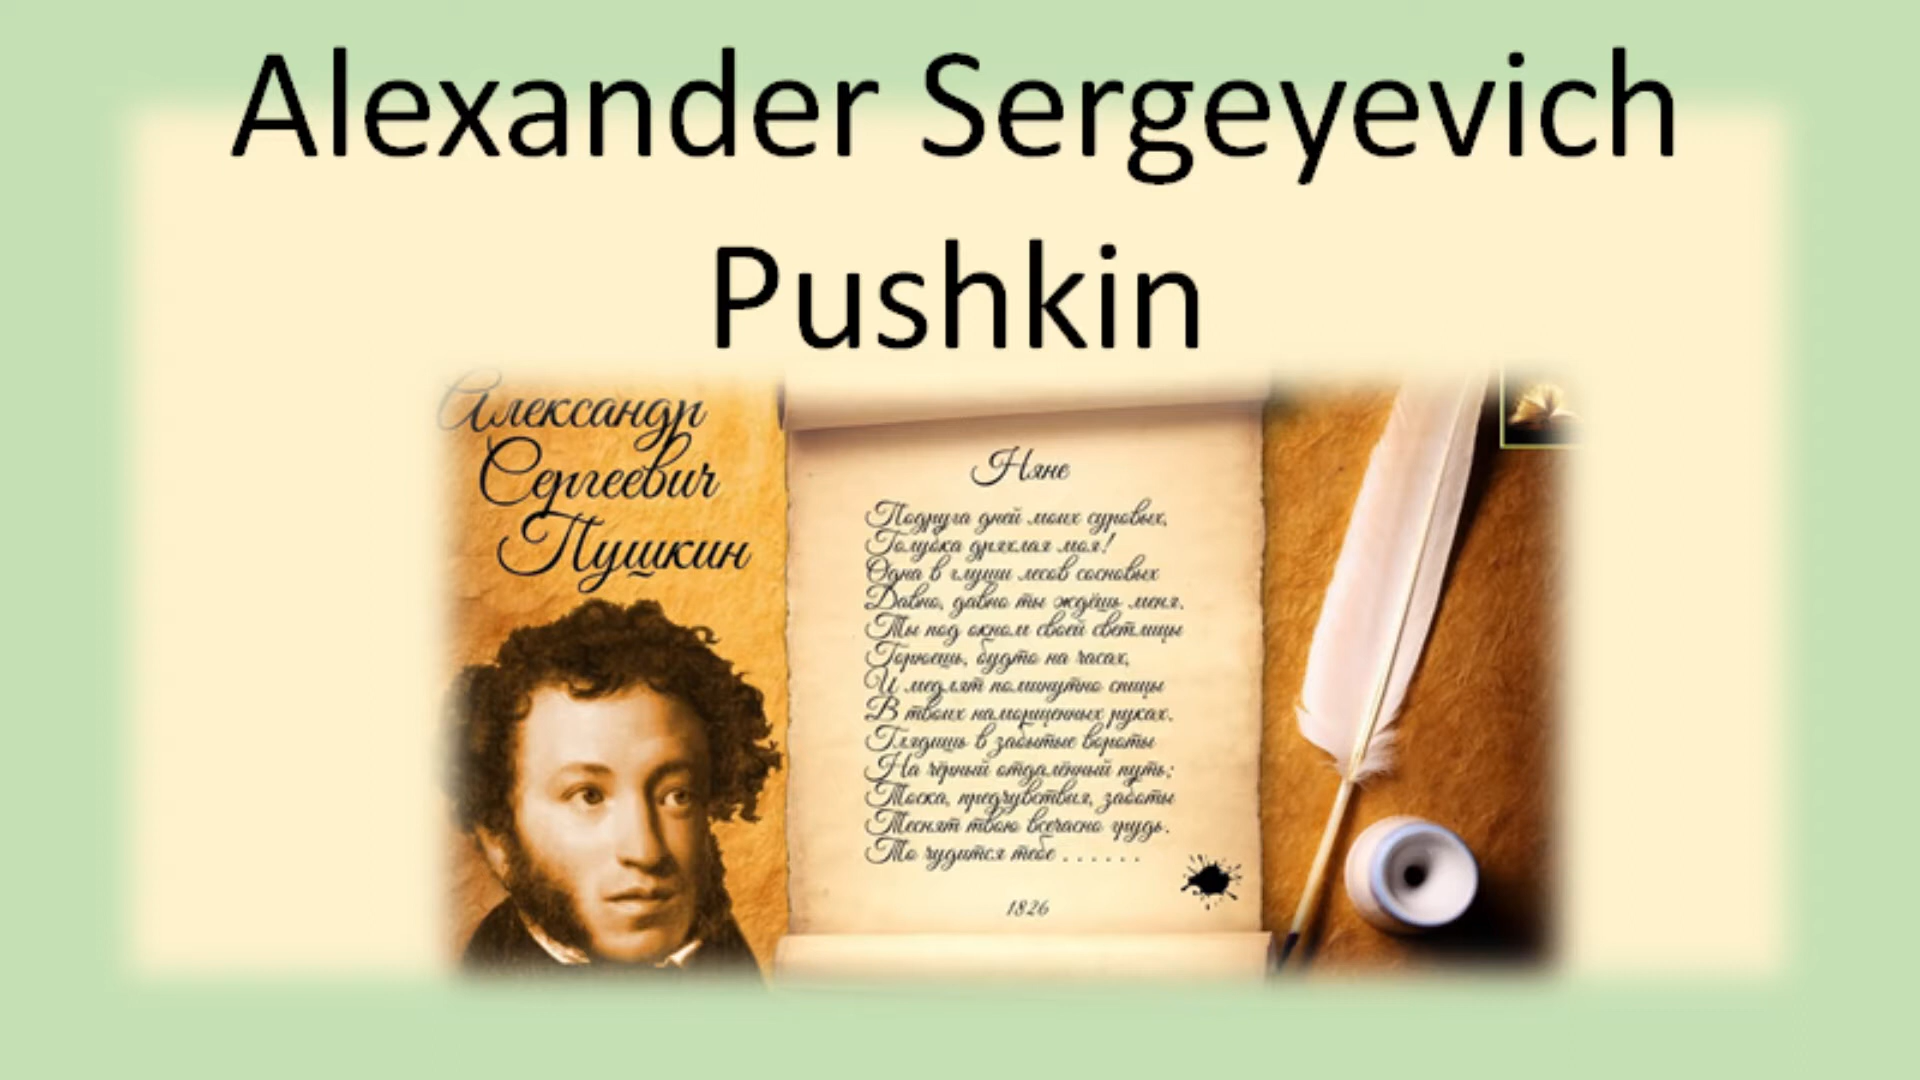 Alexander Sergeyevich
Pushkin
Александр
Сергеевич
Пушкин
Няне
Подруга дней моих суровых,
Голубка дряхлая моя!
Одна в глуши лесов сосновых
Давно, давно ты ждёшь меня.
Ты под окном своей светлицы
Горюешь, будто на часах,
И медлят поминутно спицы
В твоих наморщенных руках.
Глядишь в забытые вороты
На чёрный отдалённый путь:
Тоска, предчувствия, заботы
Теснят твою всечасно грудь.
То чудится тебе . . . . . .
1826